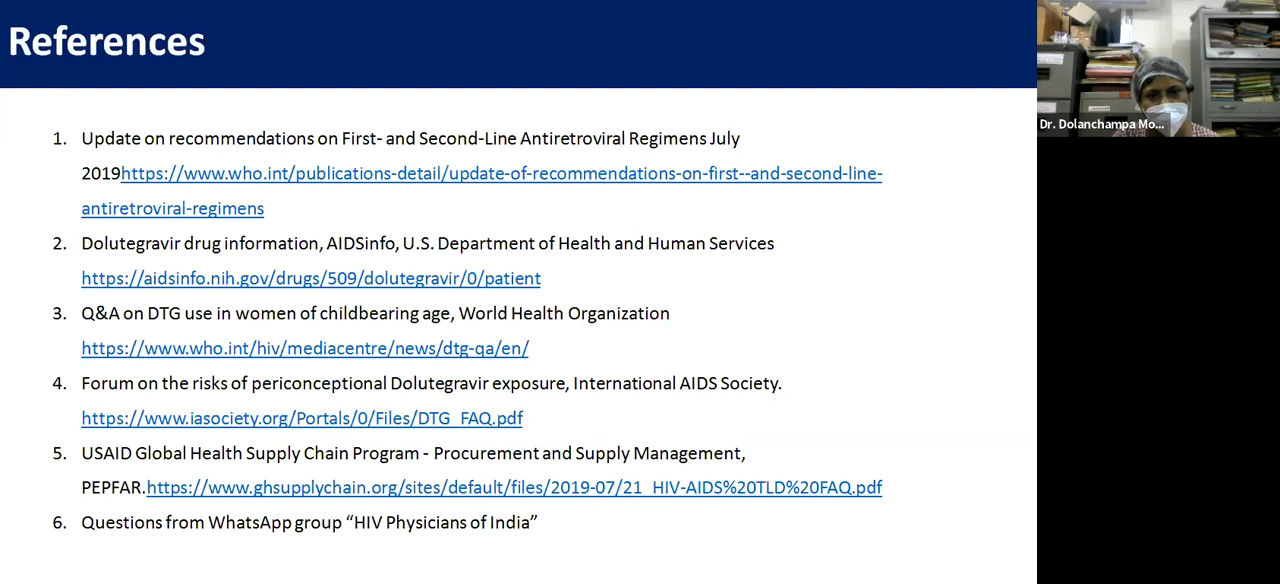 References
1. Update on recommendations on First- and Second-Line Antiretroviral Regimens July
2019https://www.who.int/publications-detail/update-of-recommendations-on-first--and-second-line-
antiretroviral-regimens
2. Dolutegravir drug information, AIDSinfo, U.S. Department of Health and Human Services
https://aidsinfo.nih.gov/drugs/509/dolutegravir/0/patient
3. Q&A on DTG use in women of childbearing age, World Health Organization
https://www.who.int/hiv/mediacentre/news/dtg-qa/en/
4. Forum on the risks of periconceptional Dolutegravir exposure, International AIDS Society.
https://www.iasociety.org/Portals/0/Files/DTG_FAQ.pdf
5. USAID Global Health Supply Chain Program - Procurement and Supply Management,
PEPFAR.https://www.ghsupplychain.org/sites/default/files/2019-07/21_HIV-AIDS%20TLD%20FAQ.pdf
6. Questions from WhatsApp group “HIV Physicians of India”
Dr. Dolanchampa Mo...